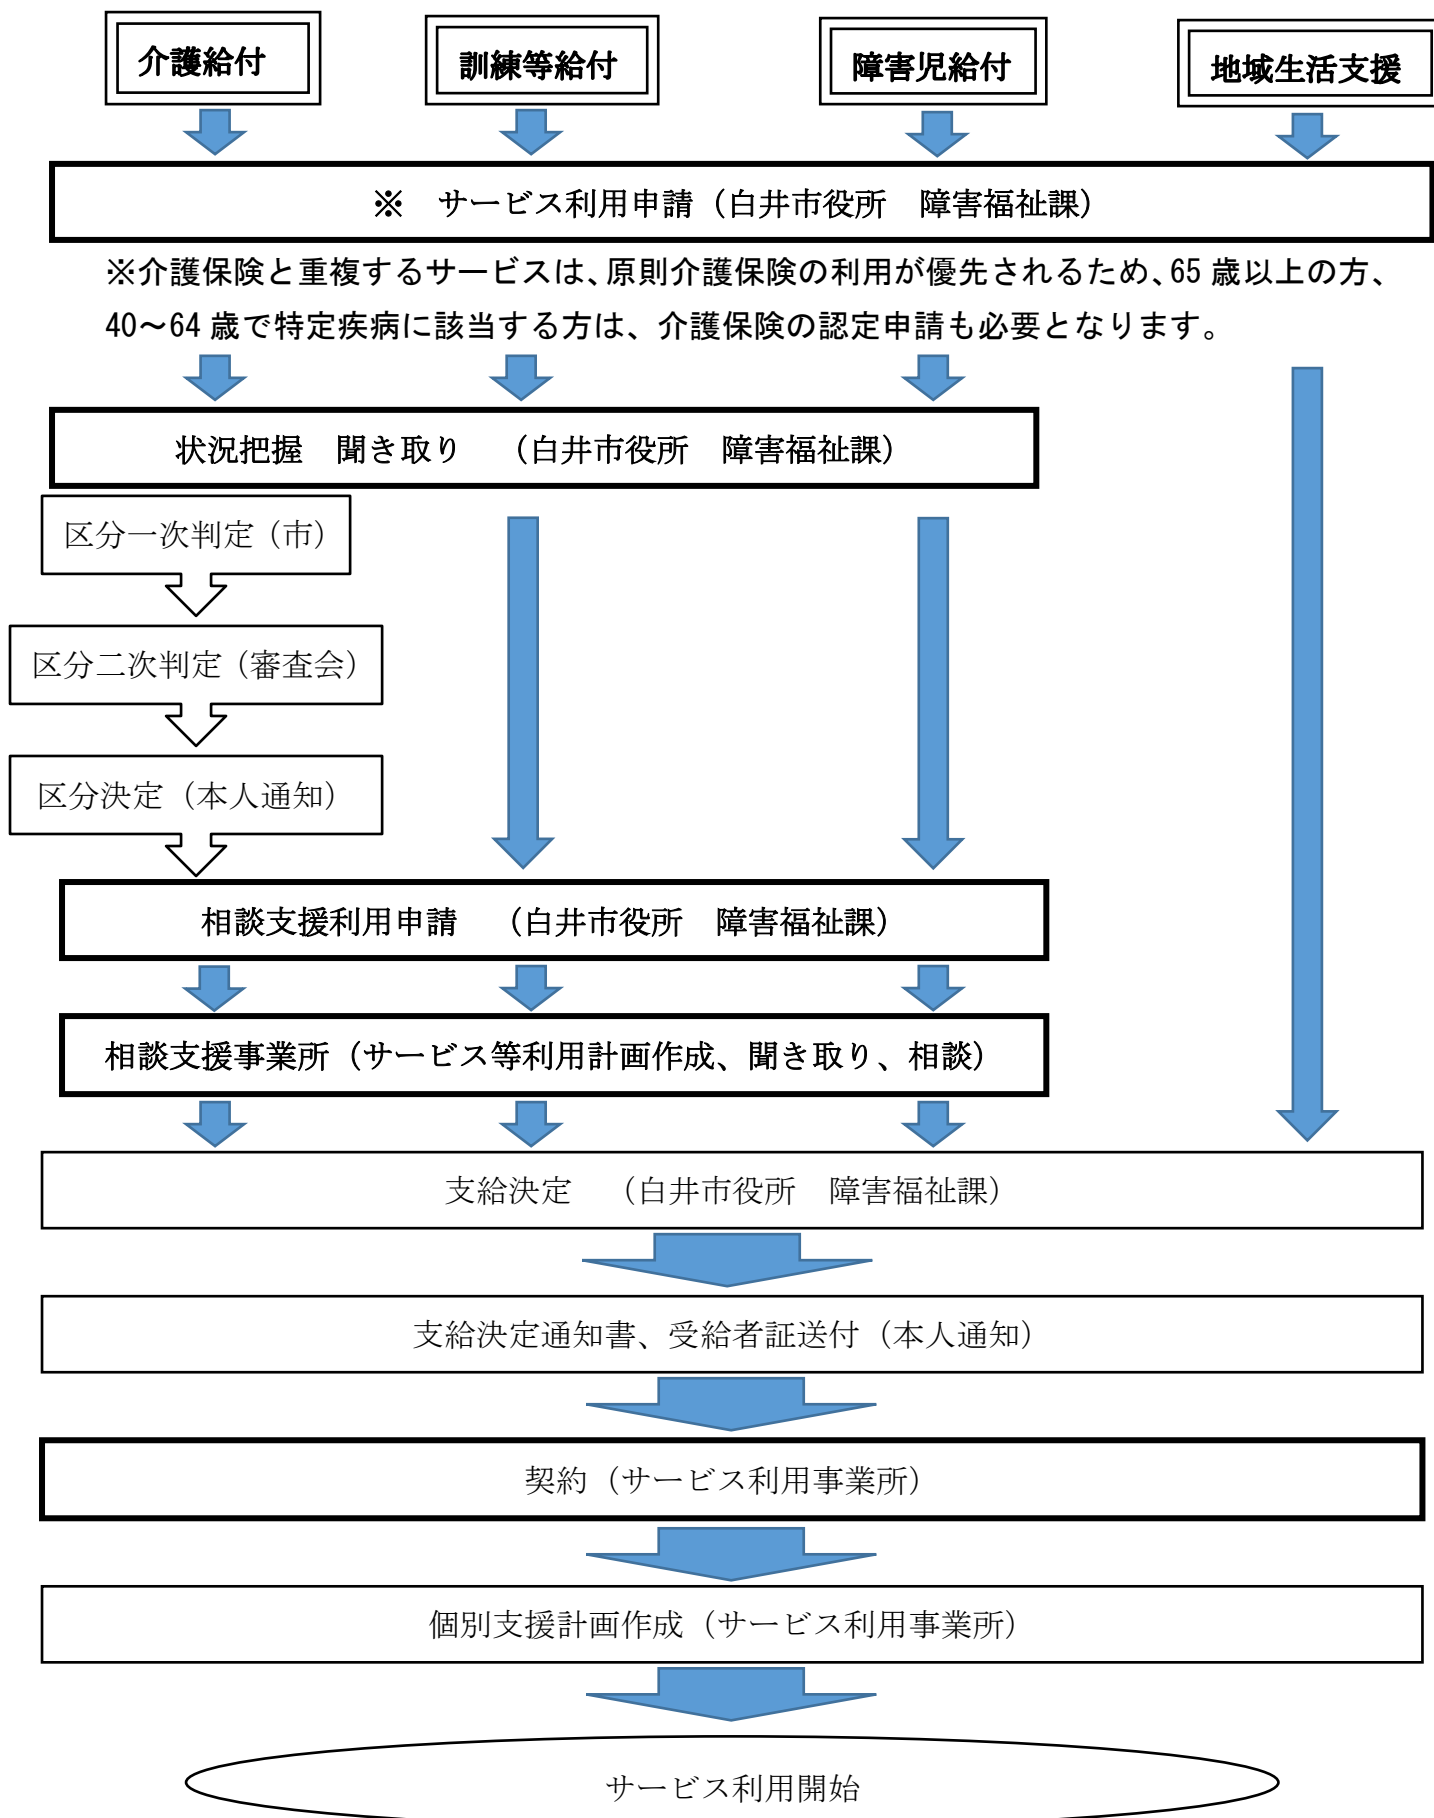 介護給付
訓練等給付
障害児給付
地域生活支援
※　サービス利用申請（白井市役所　障害福祉課）
※介護保険と重複するサービスは、原則介護保険の利用が優先されるため、65 歳以上の方、
40～64 歳で特定疾病に該当する方は、介護保険の認定申請も必要となります。
状況把握　聞き取り　（白井市役所　障害福祉課）
区分一次判定（市）
区分二次判定（審査会）
区分決定（本人通知）
相談支援利用申請　（白井市役所　障害福祉課）
相談支援事業所（サービス等利用計画作成、聞き取り、相談）
支給決定　（白井市役所　障害福祉課）
支給決定通知書、受給者証送付（本人通知）
契約（サービス利用事業所）
個別支援計画作成（サービス利用事業所）
サービス利用開始